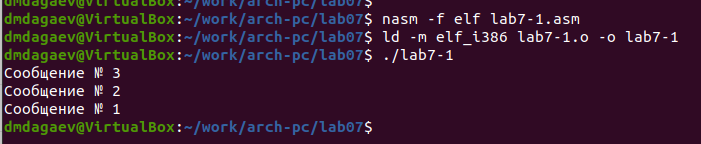 dmdagaev@VirtualBox:~/work/arch-pc/lab07$ nasm -f elf lab7-1.asm
dmdagaev@VirtualBox:~/work/arch-pc/lab07$ ld -m elf_i386 lab7-1.o -o lab7-1
dmdagaev@VirtualBox:~/work/arch-pc/lab07$ ./lab7-1
Сообщение № 3
Сообщение № 2
Сообщение № 1
dmdagaev@VirtualBox:~/work/arch-pc/lab07$